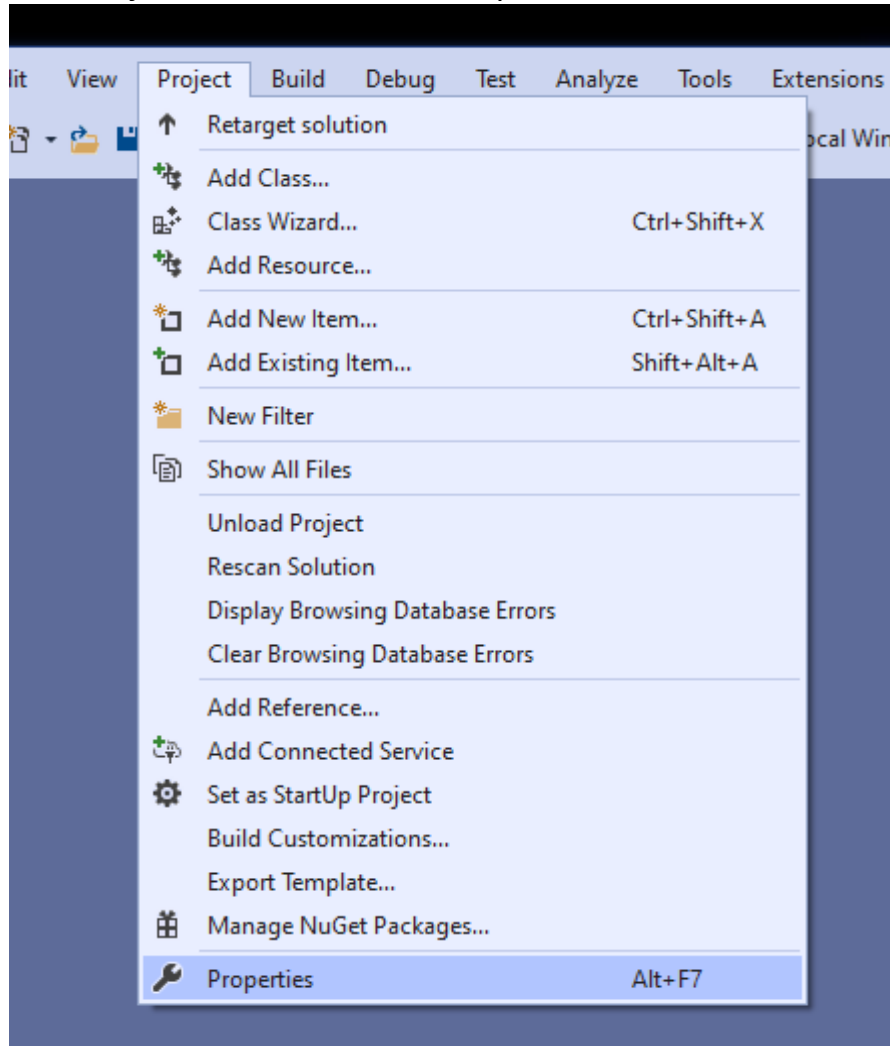 lit View Project Build Debug Test Analyze Tools Extensions
Retarget solution
ocal Win
Add Class...
Class Wizard... Ctrl+Shift+X
Add Resource...
Add New Item... Ctrl+Shift+A
Add Existing Item... Shift+Alt+A
New Filter
Show All Files
Unload Project
Rescan Solution
Display Browsing Database Errors
Clear Browsing Database Errors
Add Reference...
Add Connected Service
Set as StartUp Project
Build Customizations...
Export Template...
Manage NuGet Packages...
Properties Alt+F7